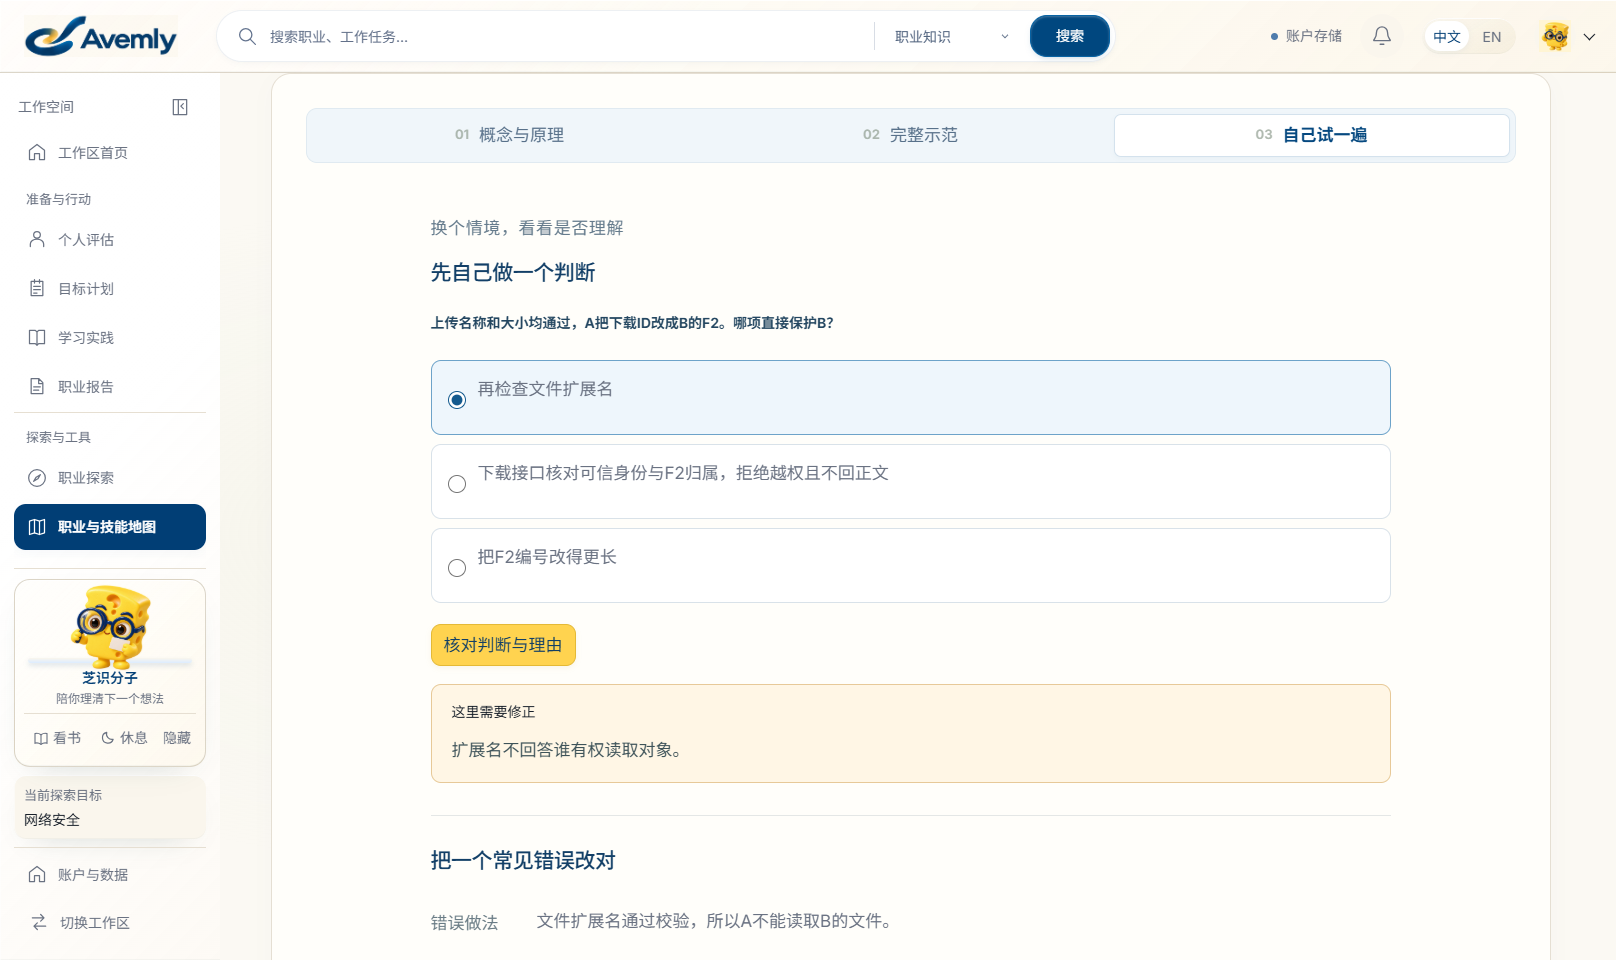 Avemly
搜索职业、工作任务...
职业知识
搜索
账户存储
中文
EN
工作空间
工作区首页
准备与行动
个人评估
目标计划
学习实践
职业报告
探索与工具
职业探索
职业与技能地图
芝识分子
陪你理清下一个想法
看书
休息
隐藏
当前探索目标
网络安全
账户与数据
切换工作区
01 概念与原理
02 完整示范
03 自己试一遍
换个情境，看看是否理解
先自己做一个判断
上传名称和大小均通过，A把下载ID改成B的F2。哪项直接保护B？
再检查文件扩展名
下载接口核对可信身份与F2归属，拒绝越权且不回正文
把F2编号改得更长
核对判断与理由
这里需要修正
扩展名不回答谁有权读取对象。
把一个常见错误改对
错误做法
文件扩展名通过校验，所以A不能读取B的文件。